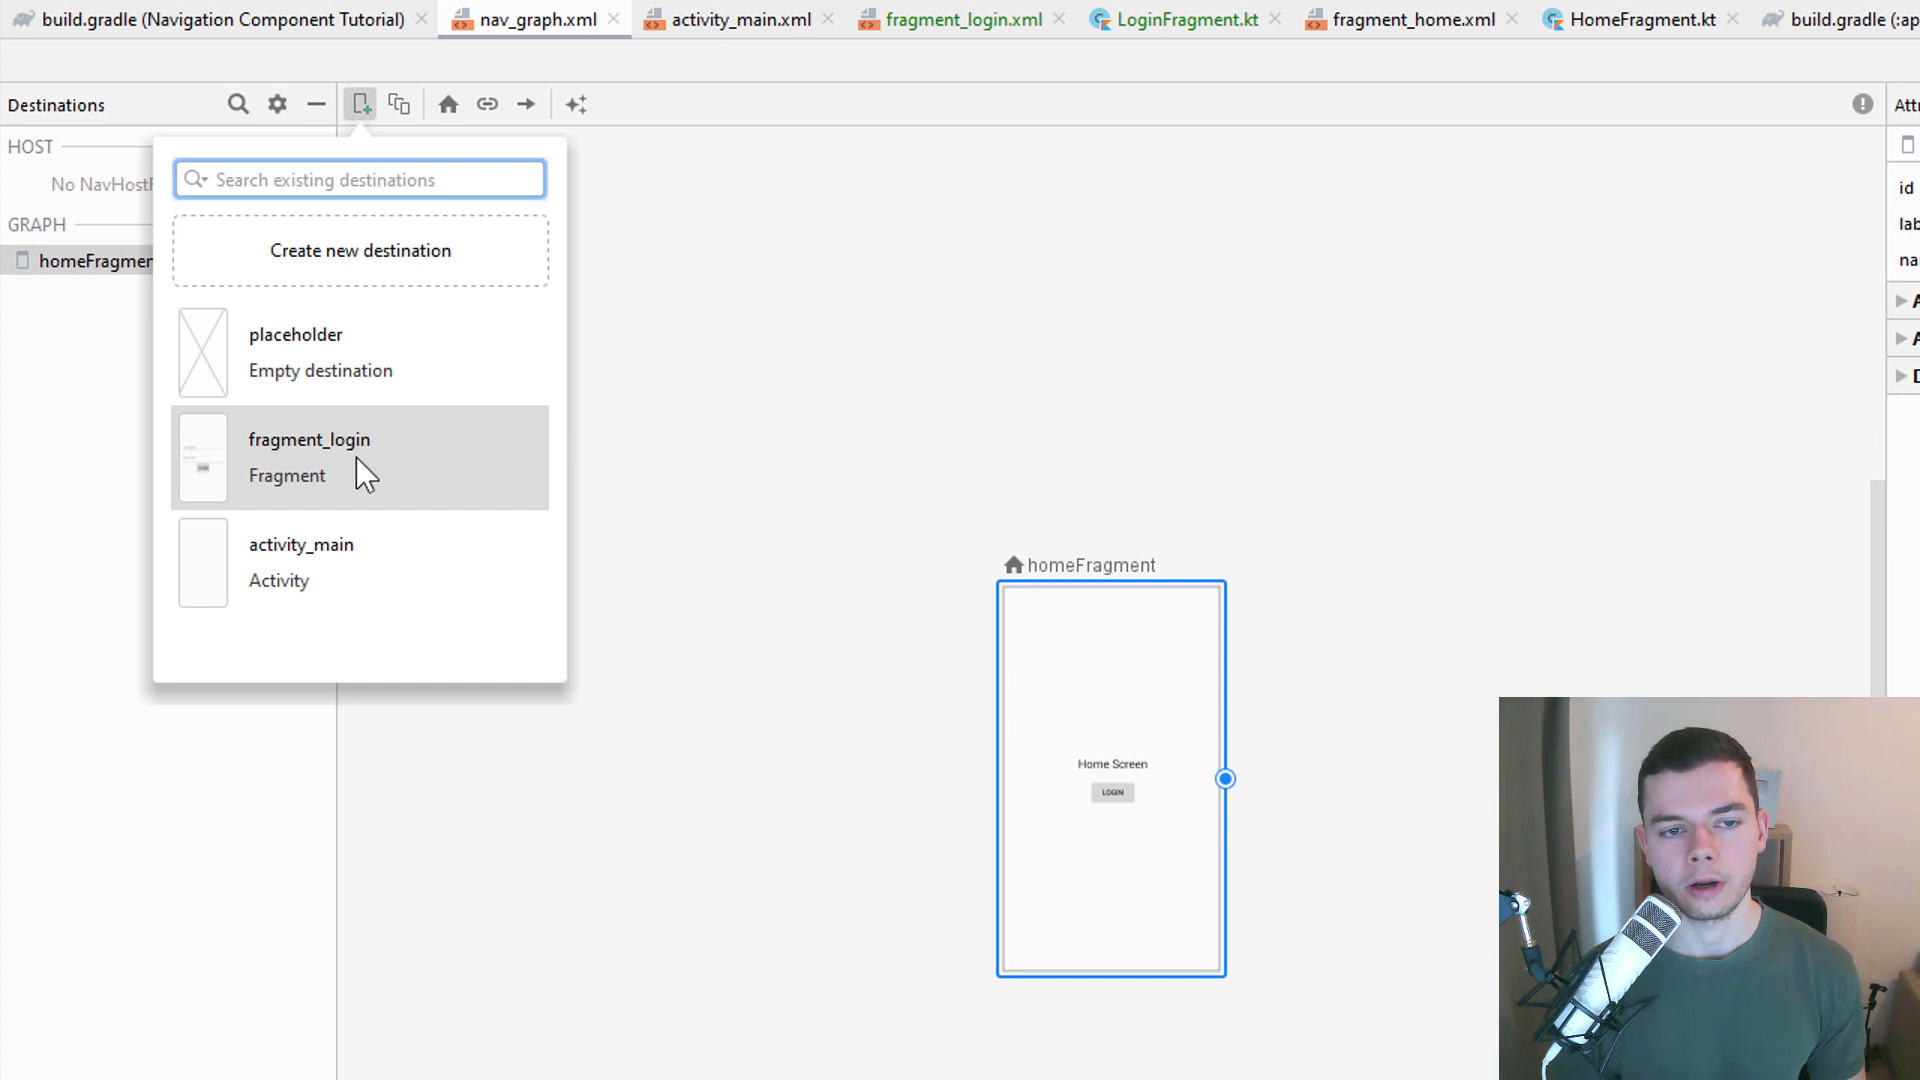 build.gradle (Navigation Component Tutorial)
nav_graph.xml
activity_main.xml
fragment_login.xml
LoginFragment.kt
fragment_home.xml
HomeFragment.kt
build.gradle (:ap
Destinations
Attr
HOST
No NavHostF
Search existing destinations
id
GRAPH
lab
Create new destination
homeFragmen
na
placeholder
Empty destination
fragment_login
Fragment
activity_main
Activity
homeFragment
Home Screen
LOGIN